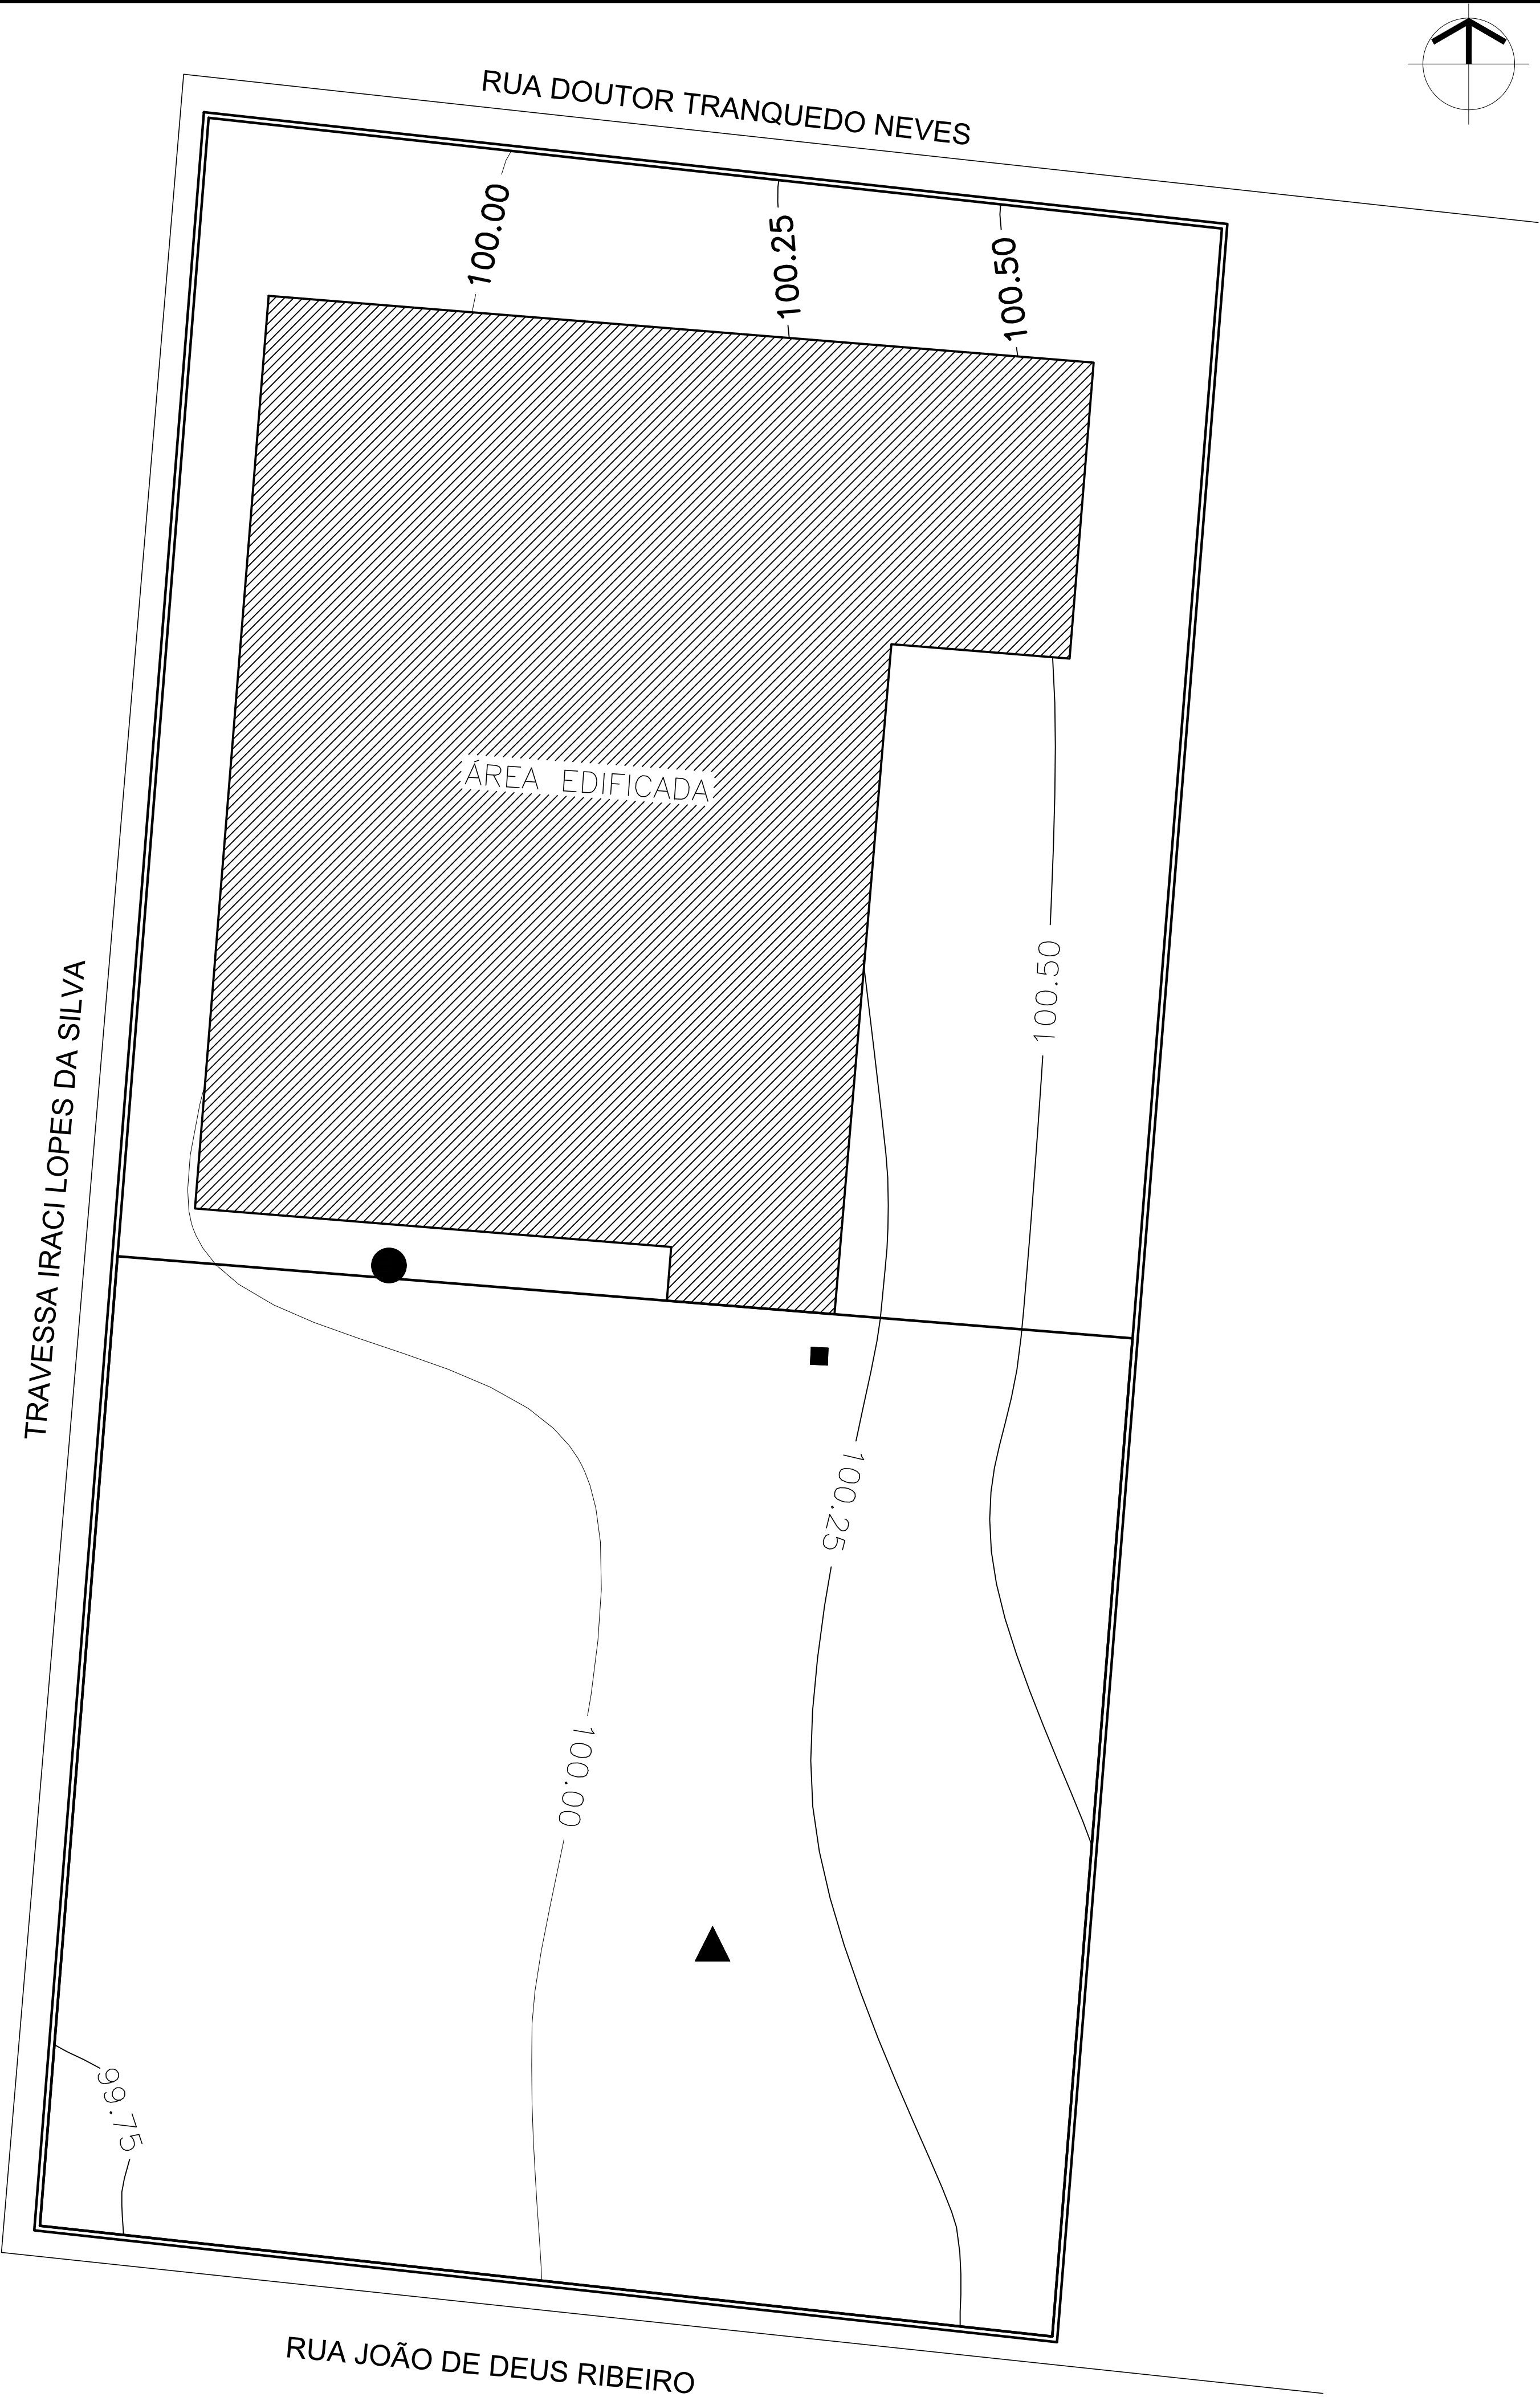 RUA DOUTOR TRANQUEDO NEVES
100.00
100.25
100.50
ÁREA EDIFICADA
100.50
TRAVESSA IRACI LOPES DA SILVA
100.25
100.00
99.75
RUA JOÃO DE DEUS RIBEIRO